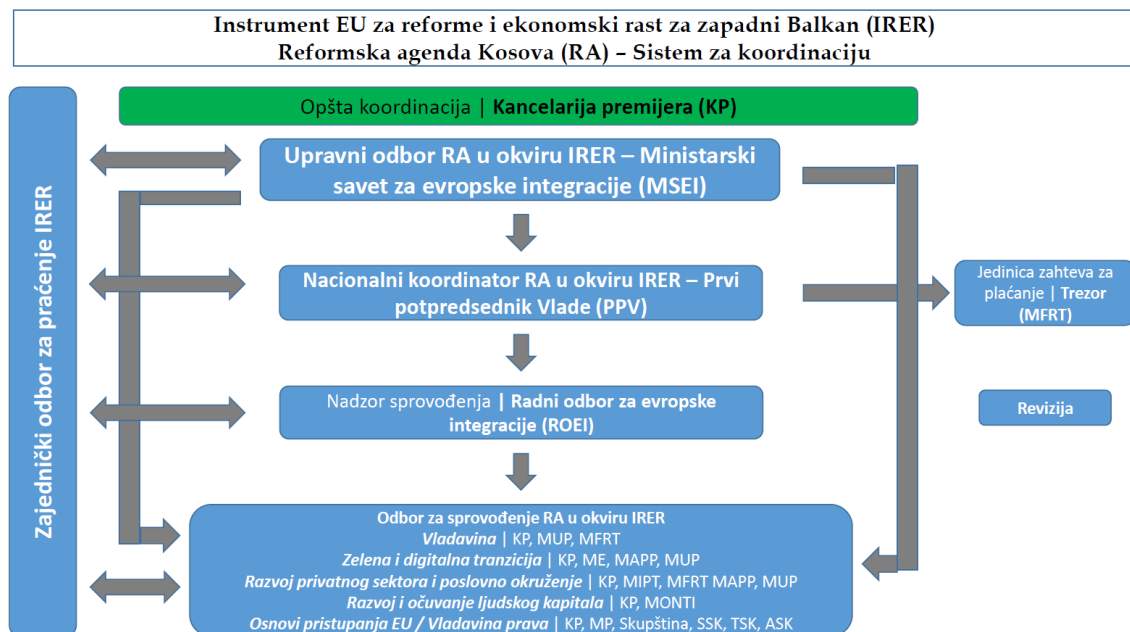 Instrument EU za reforme i ekonomski rast za zapadni Balkan (IRER)
Reformska agenda Kosova (RA) – Sistem za koordinaciju
Zajednički odbor za praćenje IRER
Opšta koordinacija | Kancelarija premijera (KP)
Upravni odbor RA u okviru IRER – Ministarski
savet za evropske integracije (MSEI)
Nacionalni koordinator RA u okviru IRER – Prvi
potpredsednik Vlade (PPV)
Jedinica zahteva za
plaćanje | Trezor
(MFRT)
Nadzor sprovođenja | Radni odbor za evropske
integracije (ROEI)
Revizija
Odbor za sprovođenje RA u okviru IRER
Vladavina | KP, MUP, MFRT
Zelena i digitalna tranzicija | KP, ME, MAPP, MUP
Razvoj privatnog sektora i poslovno okruženje | KP, MIPT, MFRT MAPP, MUP
Razvoj i očuvanje ljudskog kapitala | KP, MONTI
Osnovi pristupanja EU / Vladavina prava | KP, MP, Skupština, SSK, TSK, ASK